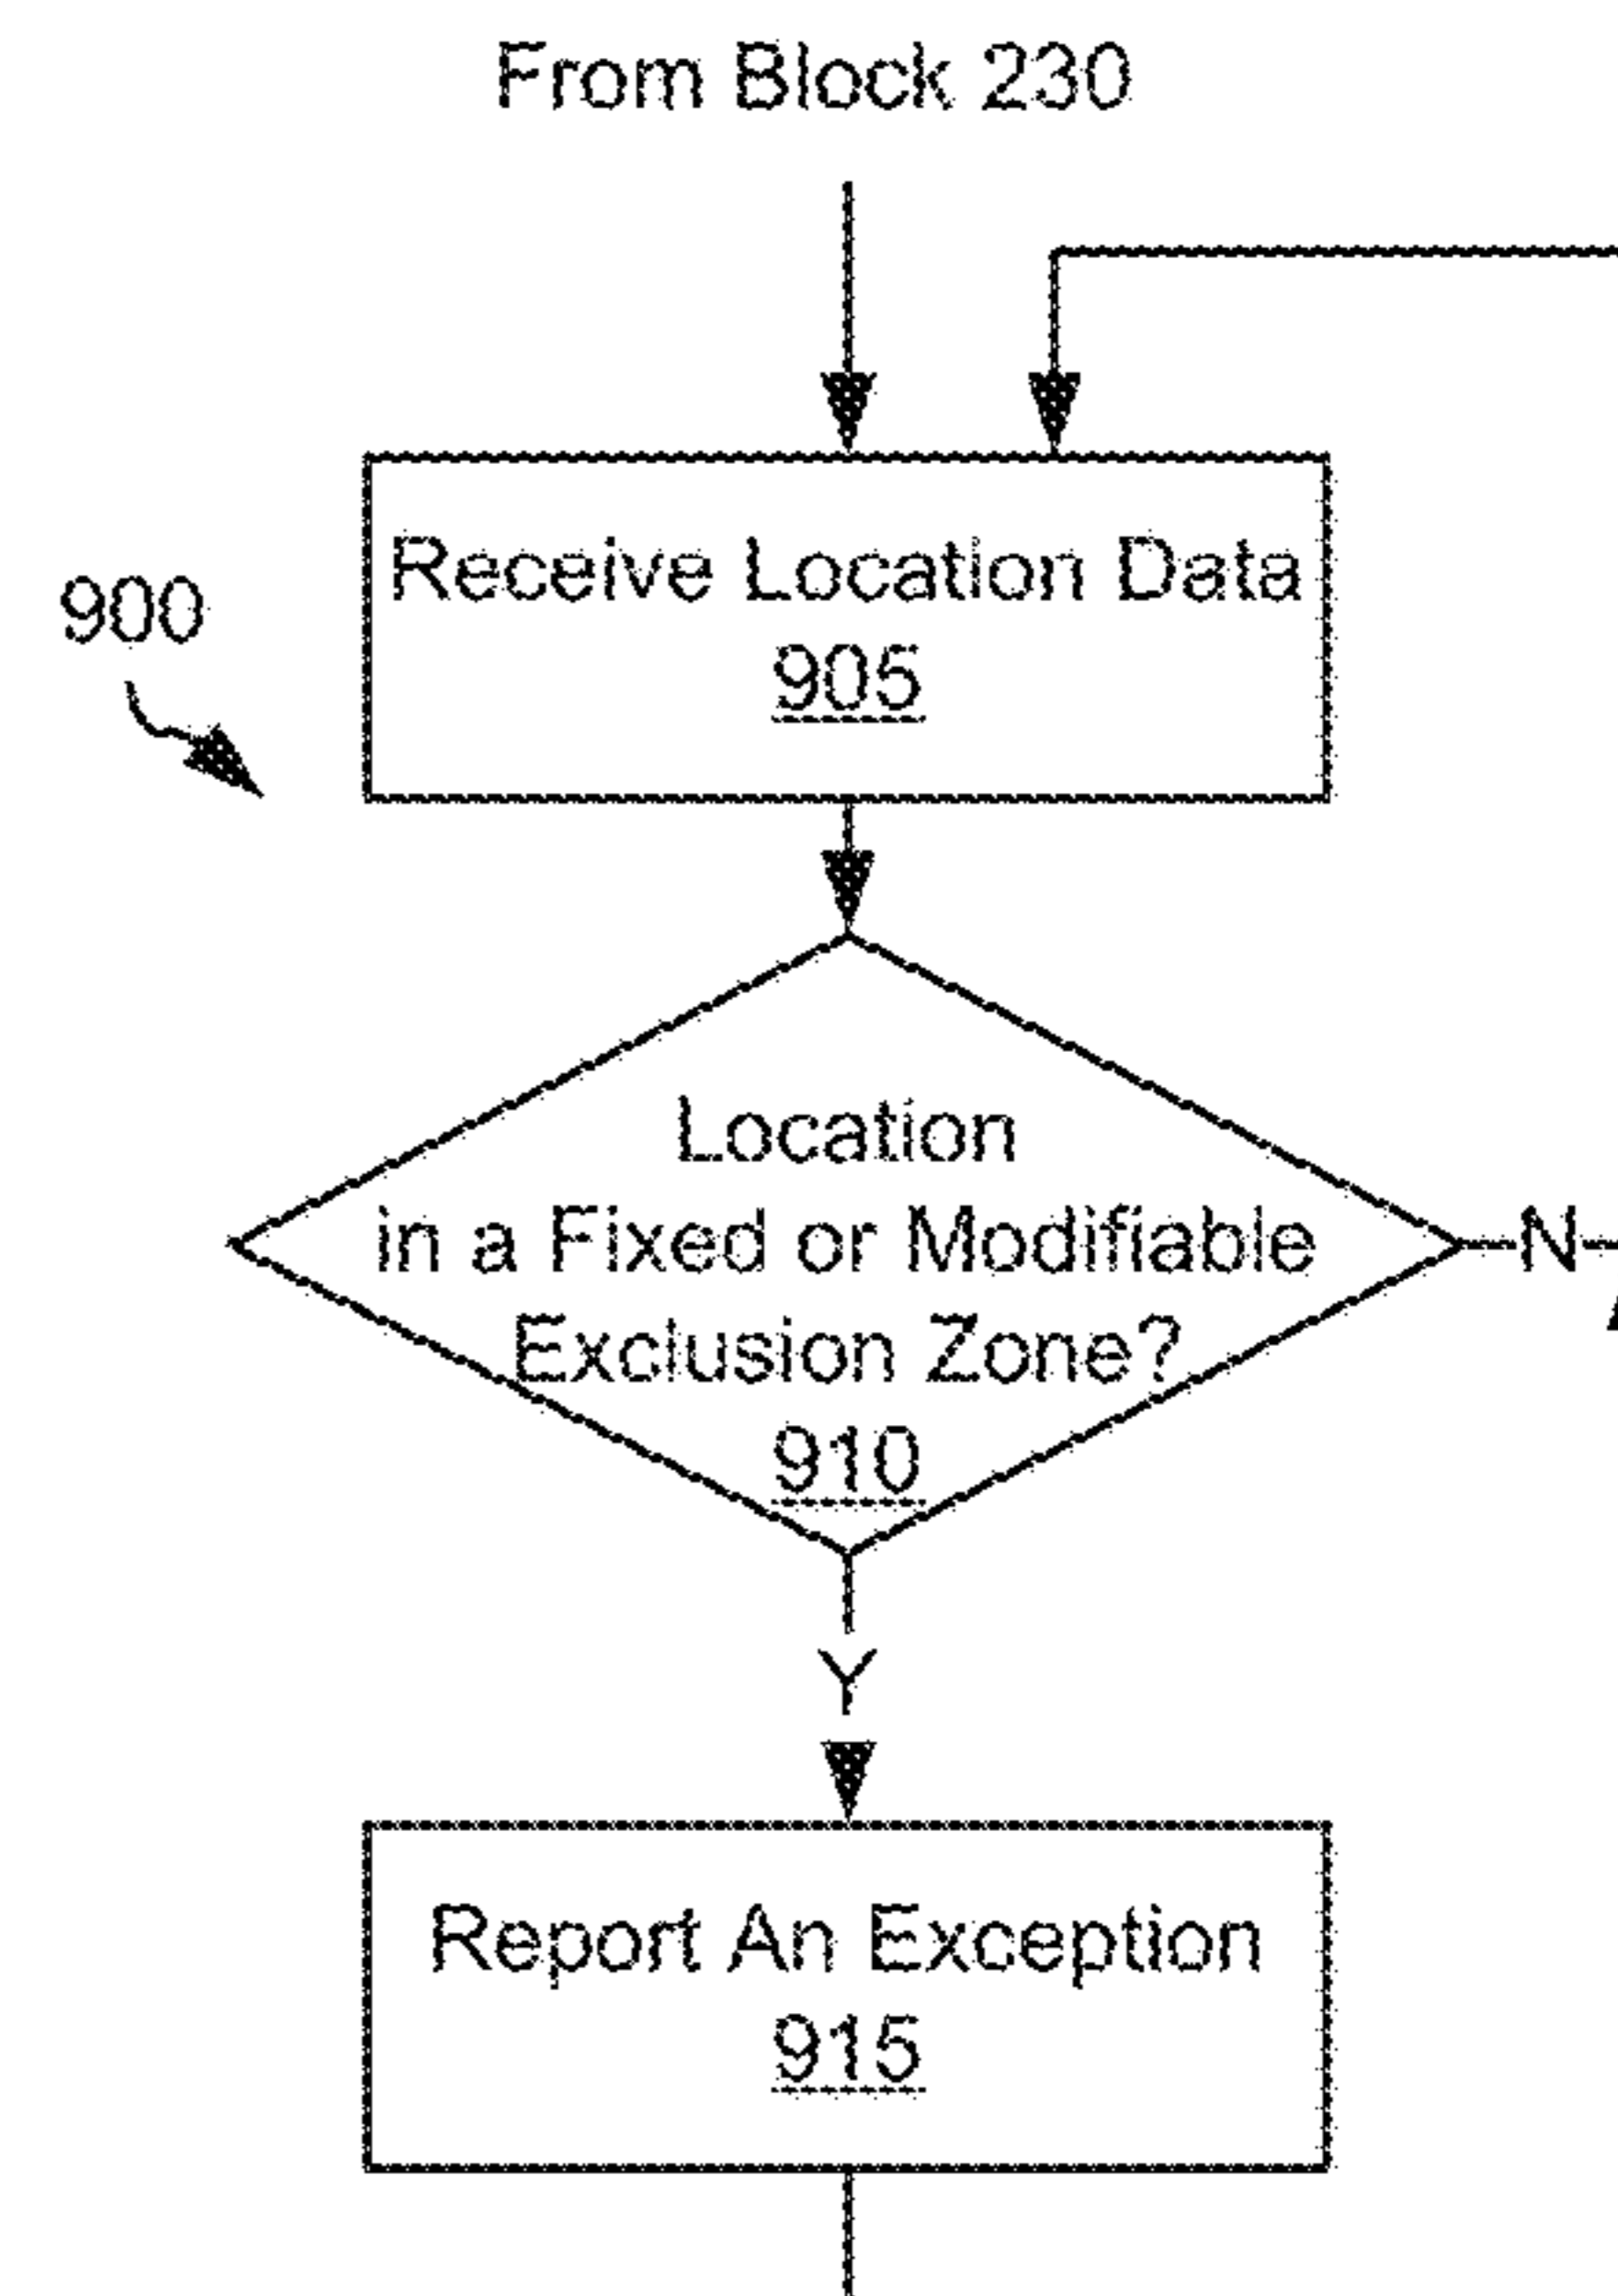 From Block 230
900
Receive Location Data
905
Location
in a Fixed or Modifiable
Exclusion Zone?
910
N
Y
Report An Exception
915